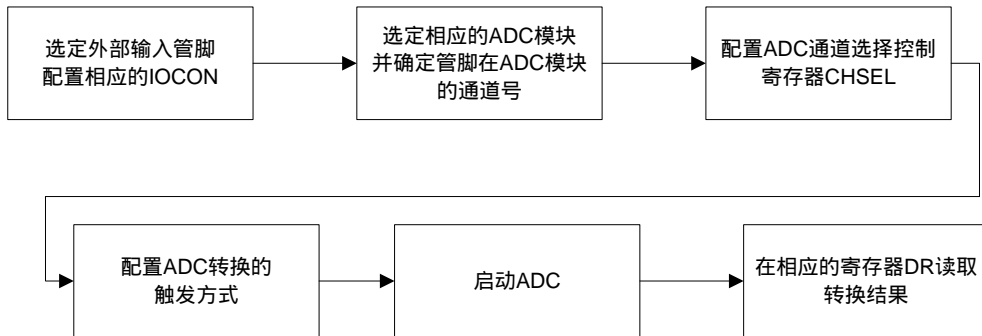 选定外部输入管脚
配置相应的IOCON
选定相应的ADC模块
并确定管脚在ADC模块
的通道号
配置ADC通道选择控制
寄存器CHSEL
配置ADC转换的
触发方式
启动ADC
在相应的寄存器DR读取
转换结果